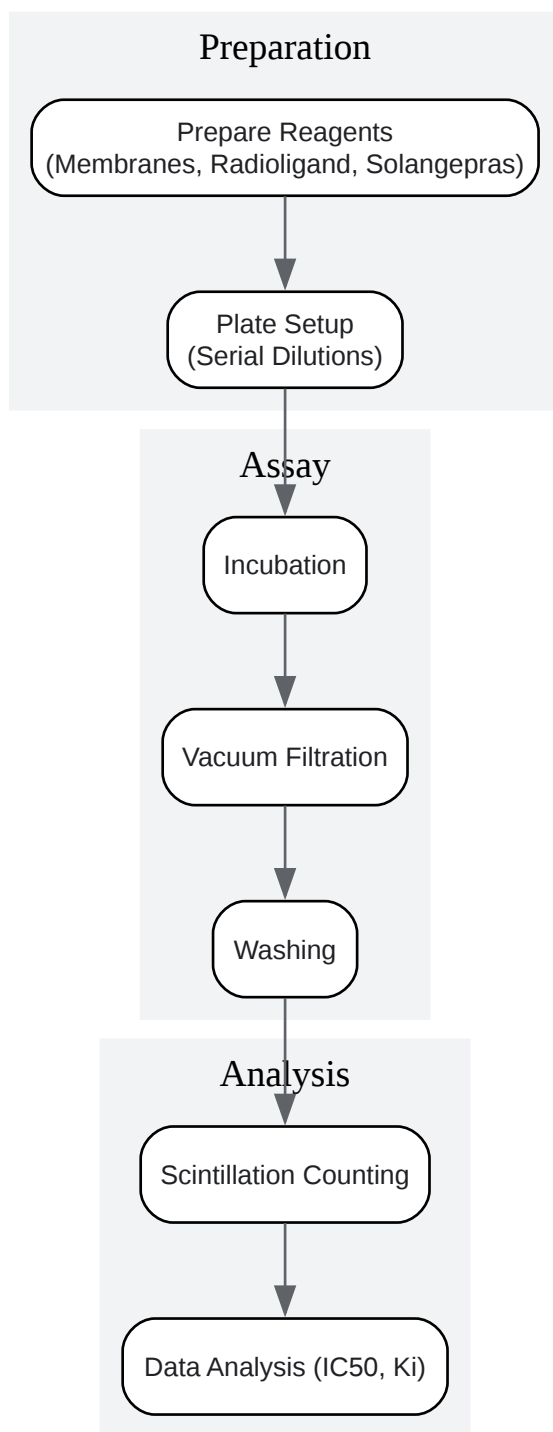 Preparation
Prepare Reagents
(Membranes, Radioligand, Solangepras)
Plate Setup
(Serial Dilutions)
Assay
Incubation
Vacuum Filtration
Washing
Analysis
Scintillation Counting
Data Analysis (IC50, Ki)